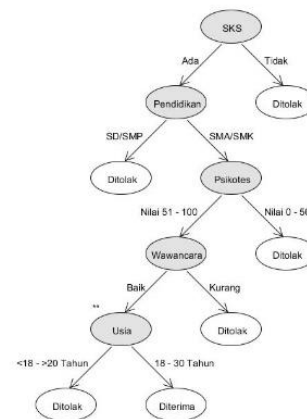 SKS
Ada
Tidak
Pendidikan
Ditolak
SD/SMP
SMA/SMK
Ditolak
Psikotes
Nilai 51 - 100
Nilai 0 - 50
Wawancara
Ditolak
Baik
Kurang
**
Usia
Ditolak
<18 - >20 Tahun
18 - 30 Tahun
Ditolak
Diterima